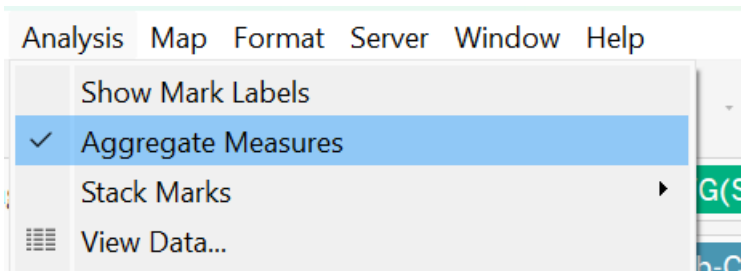 Analysis Map Format Server Window Help
Show Mark Labels
Aggregate Measures
Stack Marks
G(S
View Data...
b-C